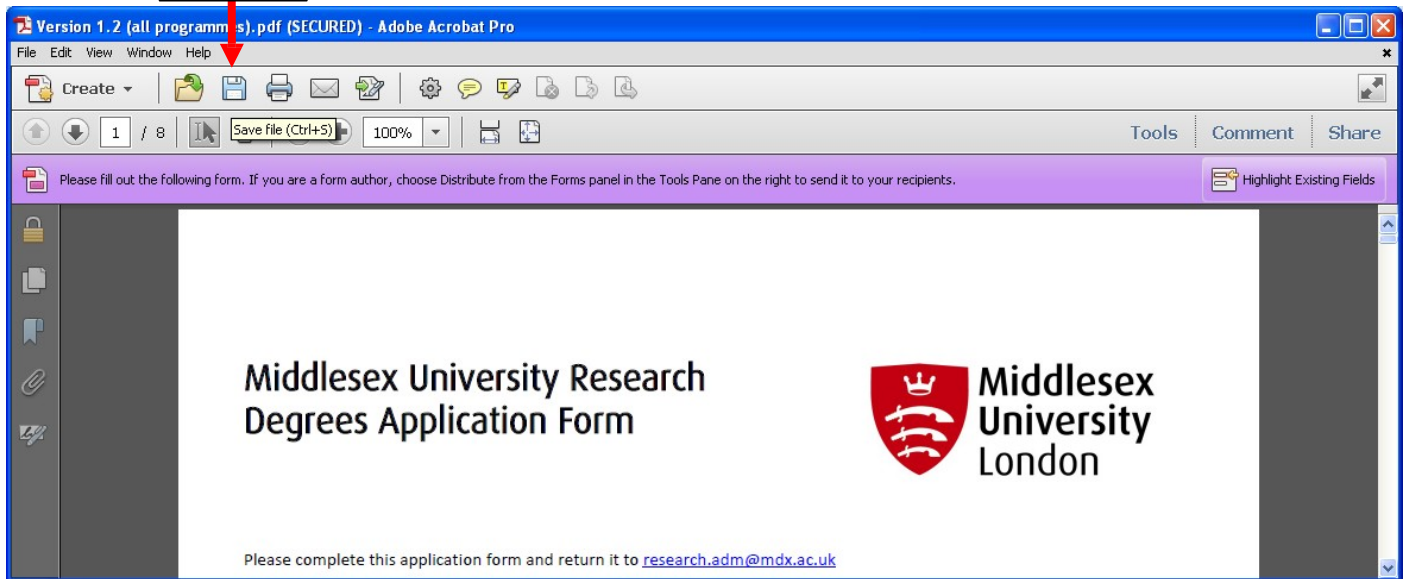 Version 1.2 (all programmes).pdf (SECURED) - Adobe Acrobat Pro
File Edit View Window Help
Create
1 / 8 Save file (Ctrl+S) 100% Tools Comment Share
Please fill out the following form. If you are a form author, choose Distribute from the Forms panel in the Tools Pane on the right to send it to your recipients. Highlight Existing Fields
Middlesex University Research
Degrees Application Form
Middlesex
University
London
Please complete this application form and return it to research.adm@mdx.ac.uk